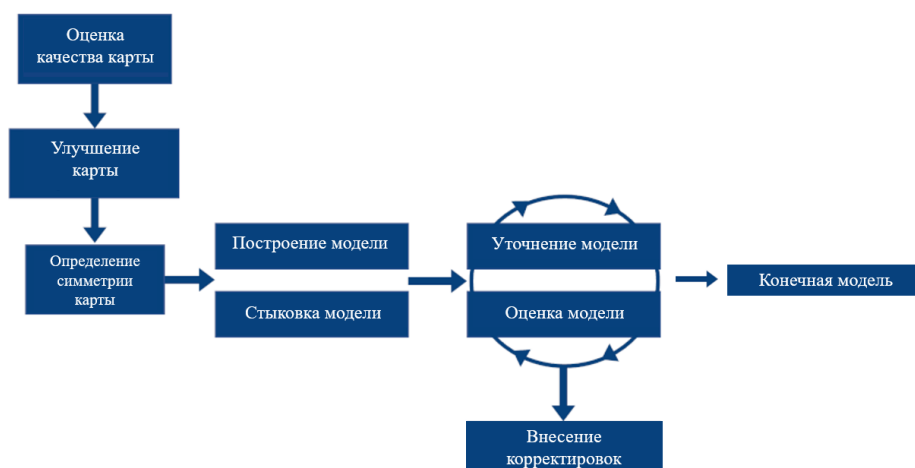 Оценка
качества карты
Улучшение
карты
Определение
симметрии
карты
Построение модели
Стыковка модели
Уточнение модели
Оценка модели
Конечная модель
Внесение
корректировок